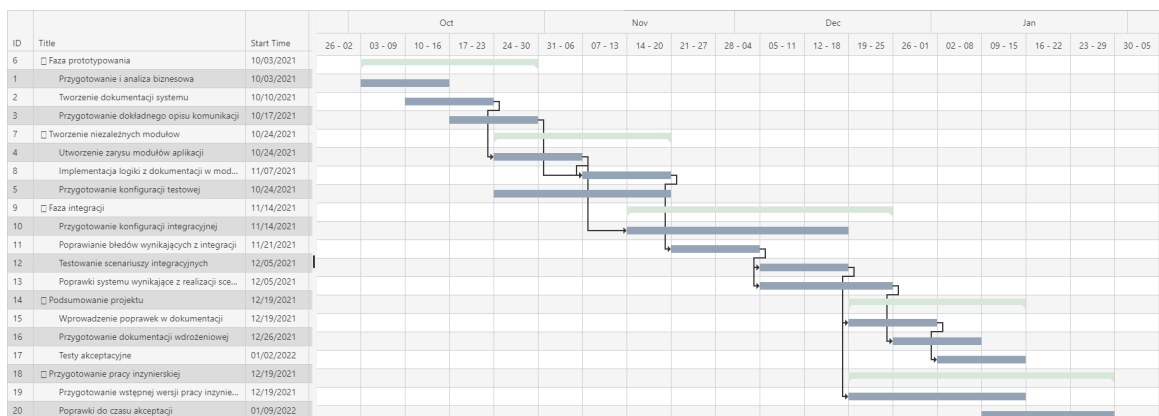 Oct Nov Dec Jan
ID Title Start Time 26 - 02 03 - 09 10 - 16 17 - 23 24 - 30 31 - 06 07 - 13 14 - 20 21 - 27 28 - 04 05 - 11 12 - 18 19 - 25 26 - 01 02 - 08 09 - 15 16 - 22 23 - 29 30 - 05
6 Faza prototypowania 10/03/2021
1 Przygotowanie i analiza biznesowa 10/03/2021
2 Tworzenie dokumentacji systemu 10/10/2021
3 Przygotowanie dokładnego opisu komunikacji 10/17/2021
7 Tworzenie niezależnych modułow 10/24/2021
4 Utworzenie zarysu modułów aplikacji 10/24/2021
8 Implementacja logiki z dokumentacji w mod... 11/07/2021
5 Przygotowanie konfiguracji testowej 10/24/2021
9 Faza integracji 11/14/2021
10 Przygotowanie konfiguracji integracyjnej 11/14/2021
11 Poprawianie błedów wynikających z integracji 11/21/2021
12 Testowanie scenariuszy integracyjnych 12/05/2021
13 Poprawki systemu wynikające z realizacji sce... 12/05/2021
14 Podsumowanie projektu 12/19/2021
15 Wprowadzenie poprawek w dokumentacji 12/19/2021
16 Przygotowanie dokumentacji wdrożeniowej 12/26/2021
17 Testy akceptacyjne 01/02/2022
18 Przygotowanie pracy inzynierskiej 12/19/2021
19 Przygotowanie wstępnej wersji pracy inzynie... 12/19/2021
20 Poprawki do czasu akceptacji 01/09/2022